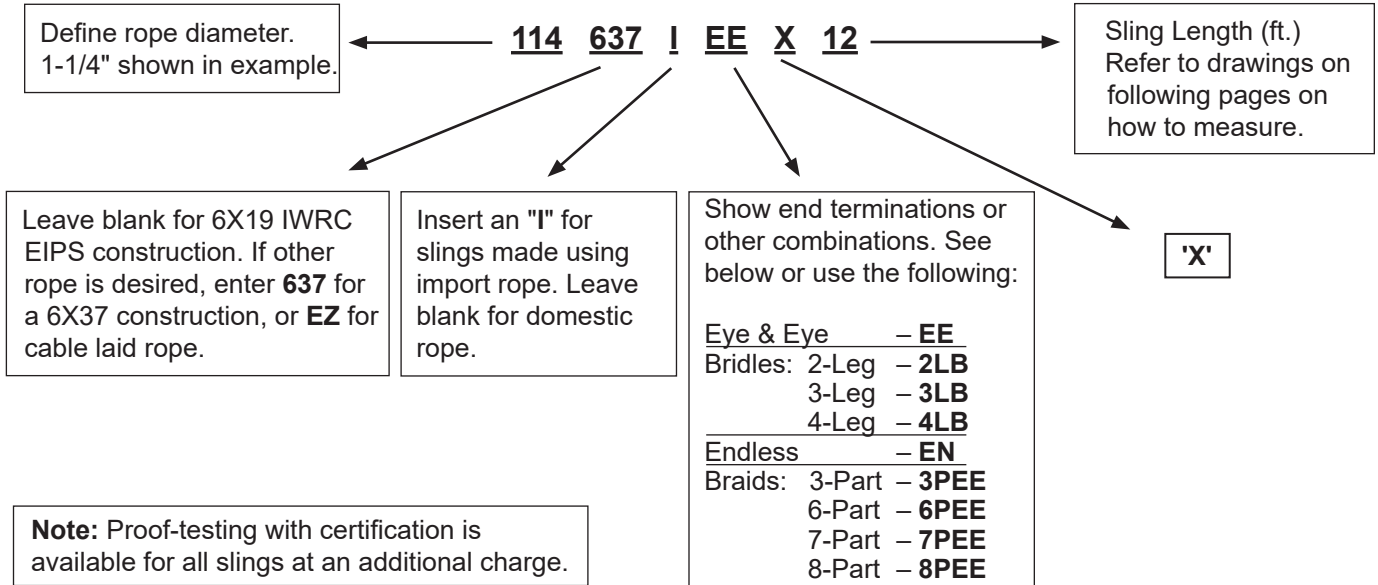 Define rope diameter.
1-1/4" shown in example.
114 637 I EE X 12
Sling Length (ft.)
Refer to drawings on
following pages on
how to measure.
Leave blank for 6X19 IWRC
EIPS construction. If other
rope is desired, enter 637 for
a 6X37 construction, or EZ for
cable laid rope.
Insert an "I" for
slings made using
import rope. Leave
blank for domestic
rope.
Show end terminations or
other combinations. See
below or use the following:
Eye & Eye – EE
Bridles: 2-Leg – 2LB
3-Leg – 3LB
4-Leg – 4LB
Endless – EN
Braids: 3-Part – 3PEE
6-Part – 6PEE
7-Part – 7PEE
8-Part – 8PEE
'X'
Note: Proof-testing with certification is
available for all slings at an additional charge.